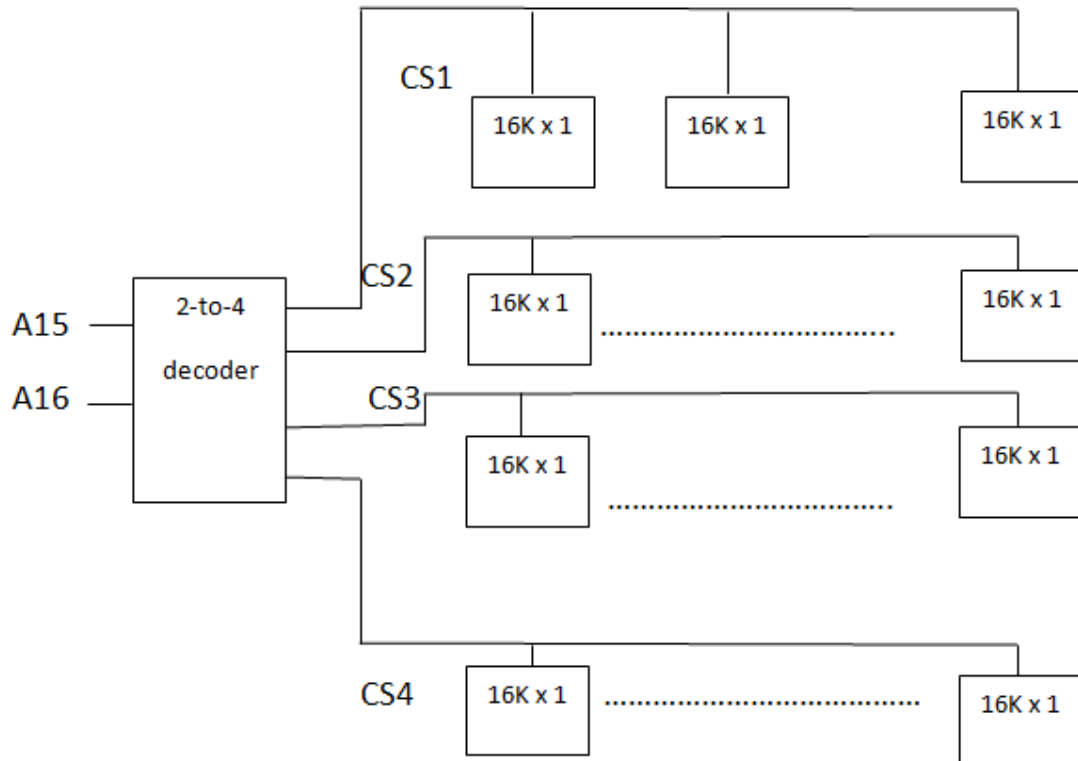 CS1
16K x 1
16K x 1
16K x 1
CS2
16K x 1
……………………………...
16K x 1
A15
2-to-4
decoder
A16
CS3
16K x 1
……………………………..
16K x 1
CS4
16K x 1
…………………………………
16K x 1